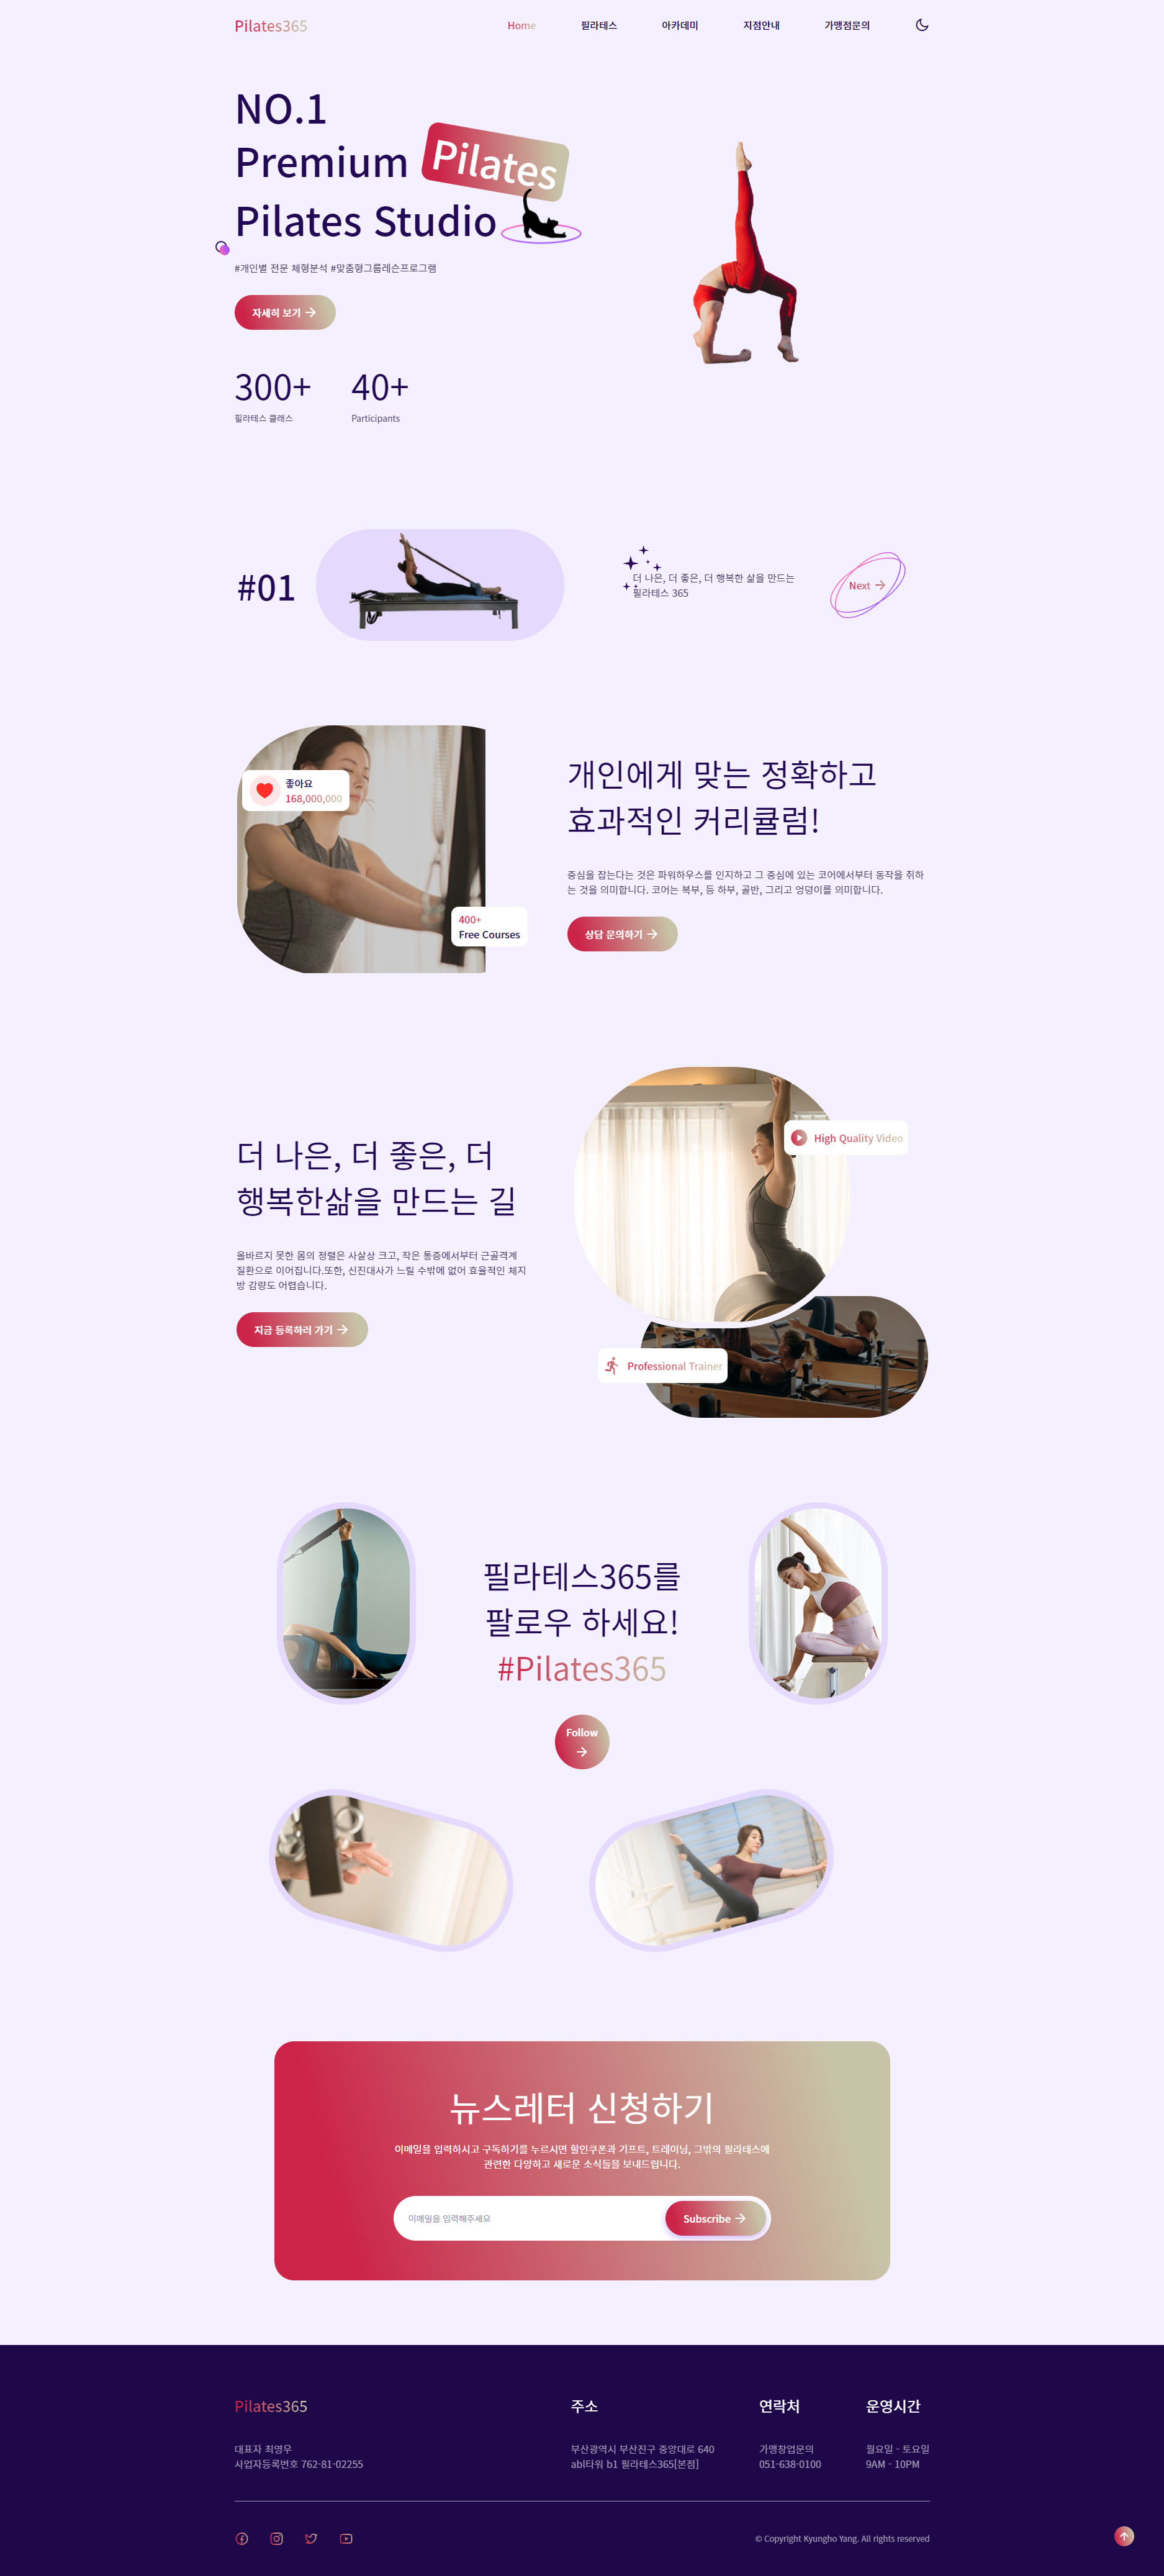 Pilates365
Home
필라테스
아카데미
지점안내
가맹점문의
NO.1
Premium Pilates
Pilates Studio
#개인별 전문 체형분석 #맞춤형그룹레슨프로그램
자세히 보기
300+
필라테스 클래스
40+
Participants
#01
더 나은, 더 좋은, 더 행복한 삶을 만드는
필라테스 365
Next
좋아요
168,000,000
400+
Free Courses
개인에게 맞는 정확하고
효과적인 커리큘럼!
중심을 잡는다는 것은 파워하우스를 인지하고 그 중심에 있는 코어에서부터 동작을 취하
는 것을 의미합니다. 코어는 복부, 등 하부, 골반, 그리고 엉덩이를 의미합니다.
상담 문의하기
더 나은, 더 좋은, 더
행복한삶을 만드는 길
올바르지 못한 몸의 정렬은 사살상 크고, 작은 통증에서부터 근골격계
질환으로 이어집니다.또한, 신진대사가 느릴 수밖에 없어 효율적인 체지
방 감량도 어렵습니다.
지금 등록하러 가기
High Quality Video
Professional Trainer
필라테스365를
팔로우 하세요!
#Pilates365
Follow
뉴스레터 신청하기
이메일을 입력하시고 구독하기를 누르시면 할인쿠폰과 기프트, 트레이닝, 그밖의 필라테스에
관련한 다양하고 새로운 소식들을 보내드립니다.
이메일을 입력해주세요
Subscribe
Pilates365
대표자 최영우
사업자등록번호 762-81-02255
주소
부산광역시 부산진구 중앙대로 640
abl타워 b1 필라테스365[본점]
연락처
가맹창업문의
051-638-0100
운영시간
월요일 - 토요일
9AM - 10PM
© Copyright Kyungho Yang. All rights reserved